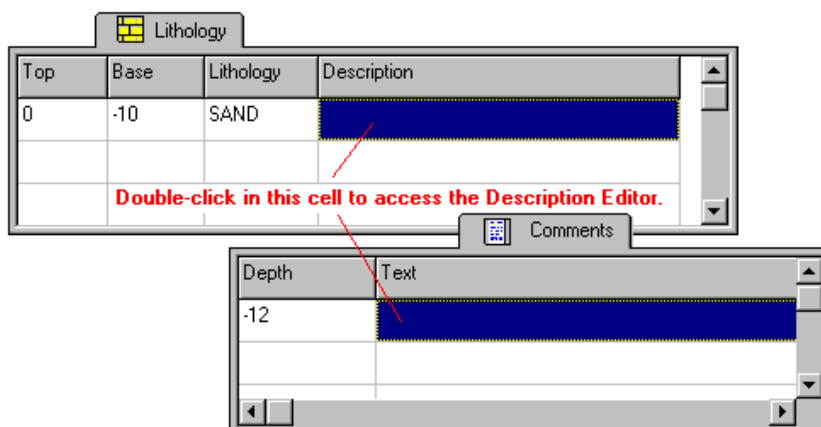 Lithology
Top Base Lithology Description
0 -10 SAND
Double-click in this cell to access the Description Editor.
Comments
Depth Text
-12